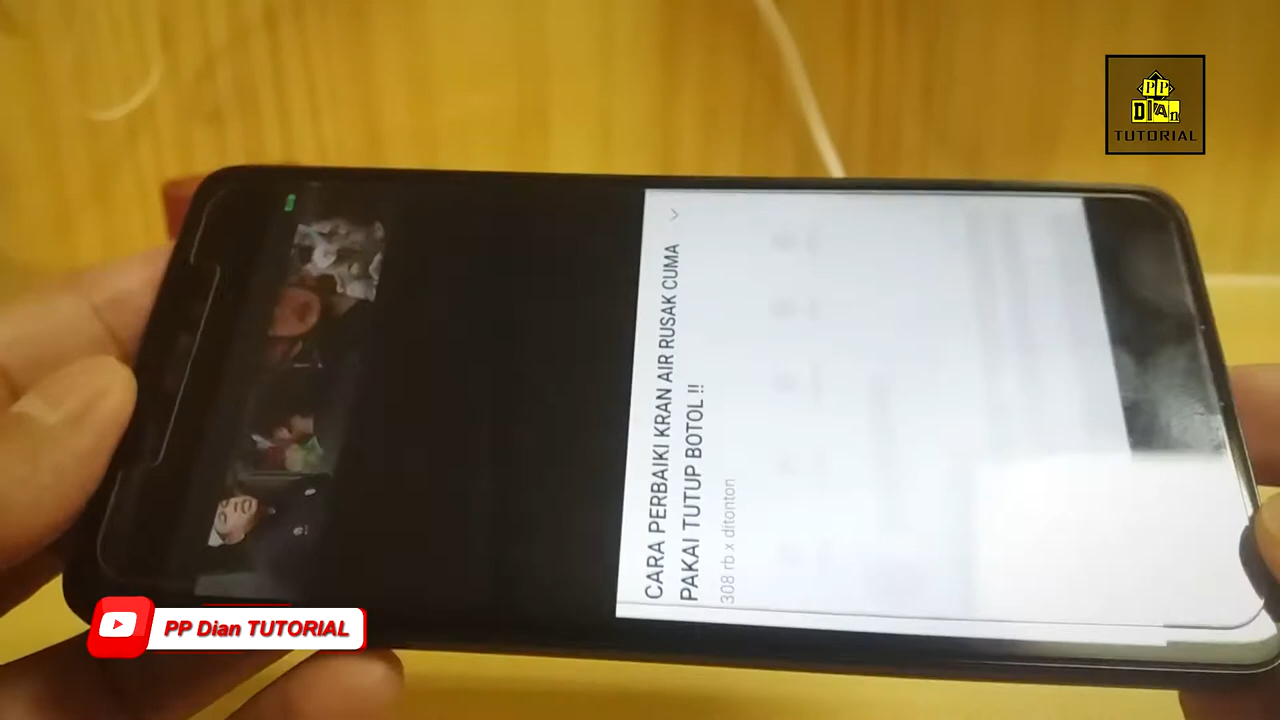 PP
DIAn
TUTORIAL
CARA PERBAIKI KRAN AIR RUSAK CUMA
PAKAI TUTUP BOTOL !!
308 rb x ditonton
PP Dian TUTORIAL